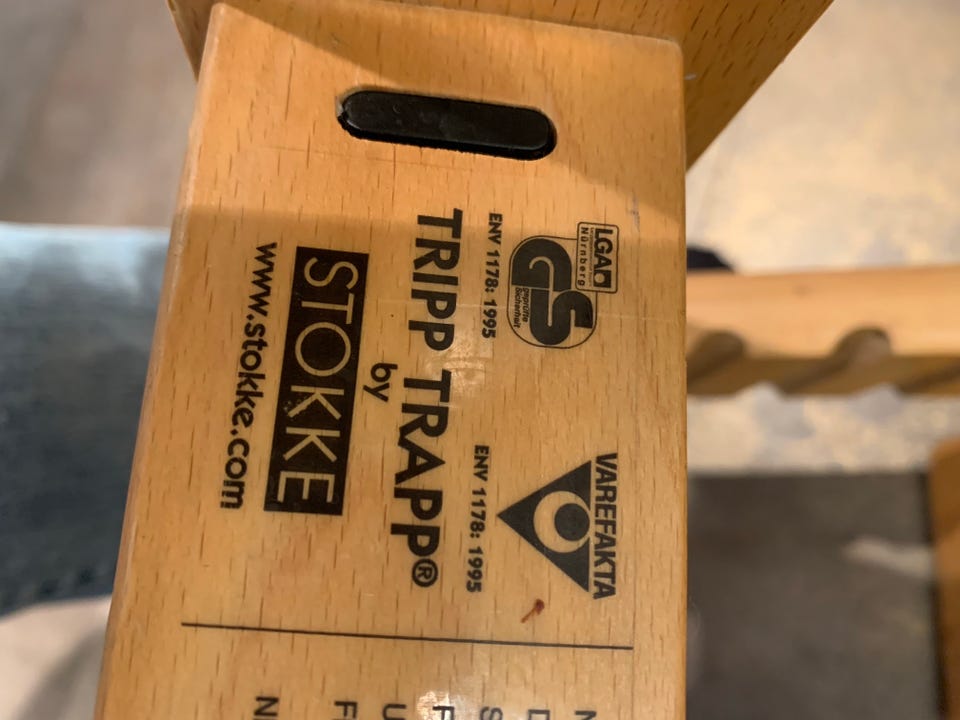 LGA
Nürnberg
GS
geprüfte
Sicherheit
VAREFAKTA
ENV 1178: 1995
ENV 1178: 1995
TRIPP TRAPP®
by
STOKKE
www.stokke.com